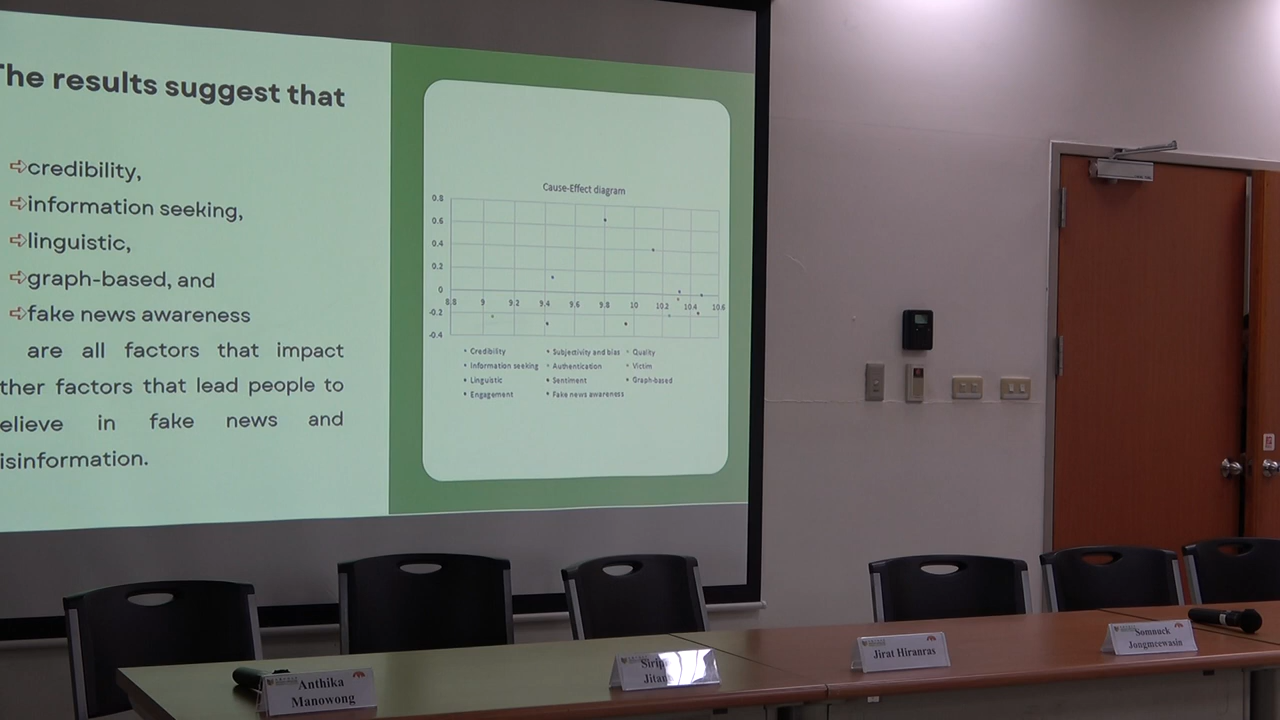 The results suggest that
credibility,
information seeking,
linguistic,
graph-based, and
fake news awareness
are all factors that impact
ther factors that lead people to
elieve in fake news and
isinformation.
Cause-Effect diagram
0.8
0.6
0.4
0.2
0
-0.2
-0.4
8.8 9 9.2 9.4 9.6 9.8 10 10.2 10.4 10.6
Credibility Subjectivity and bias Quality
Information seeking Authentication Victim
Linguistic Sentiment Graph-based
Engagement Fake news awareness
Anthika
Manowong
Jirat Hiranras
Somnuck
Jongmeewasin